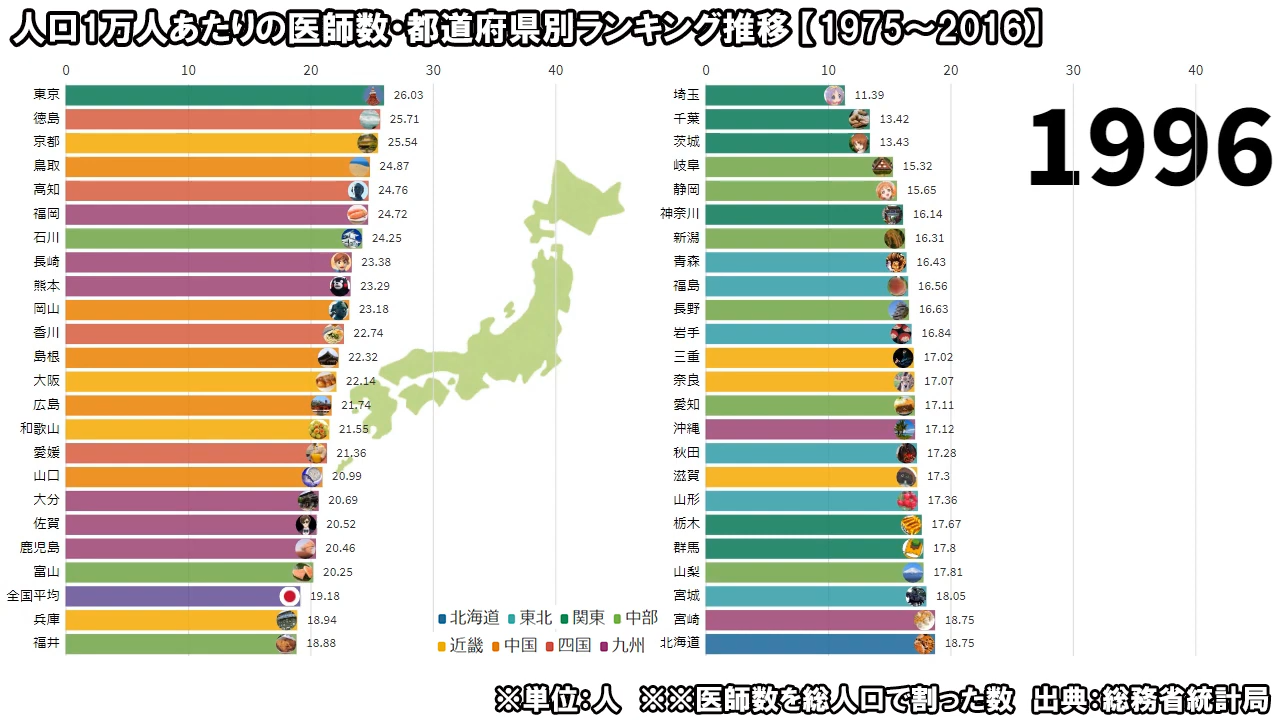 人口1万人あたりの医師数・都道府県別ランキング推移【1975～2016】
0 10 20 30 40
東京 26.03
徳島 25.71
京都 25.54
鳥取 24.87
高知 24.76
福岡 24.72
石川 24.25
長崎 23.38
熊本 23.29
岡山 23.18
香川 22.74
島根 22.32
大阪 22.14
広島 21.74
和歌山 21.55
愛媛 21.36
山口 20.99
大分 20.69
佐賀 20.52
鹿児島 20.46
富山 20.25
全国平均 19.18
兵庫 18.94
福井 18.88
北海道 東北 関東 中部
近畿 中国 四国 九州
0 10 20 30 40
1996
埼玉 11.39
千葉 13.42
茨城 13.43
岐阜 15.32
静岡 15.65
神奈川 16.14
新潟 16.31
青森 16.43
福島 16.56
長野 16.63
岩手 16.84
三重 17.02
奈良 17.07
愛知 17.11
沖縄 17.12
秋田 17.28
滋賀 17.3
山形 17.36
栃木 17.67
群馬 17.8
山梨 17.81
宮城 18.05
宮崎 18.75
北海道 18.75
※単位：人 ※※医師数を総人口で割った数 出典：総務省統計局